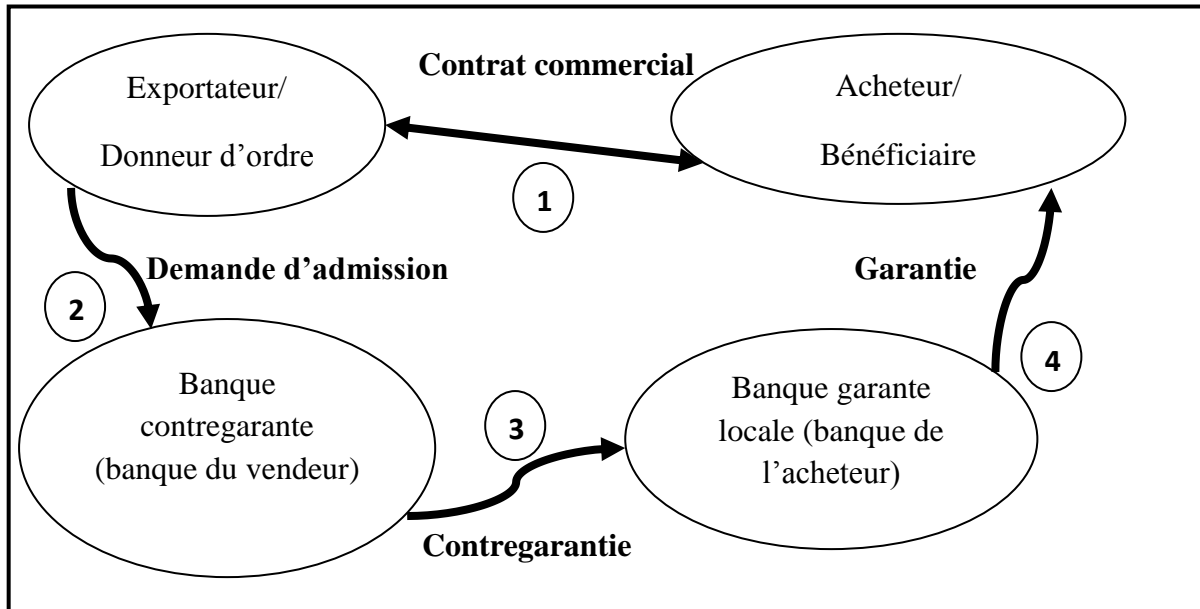 Contrat commercial
Exportateur/
Donneur d’ordre
Acheteur/
Bénéficiaire
1
Demande d’admission
2
Garantie
4
Banque
contregarante
(banque du vendeur)
3
Banque garante
locale (banque de
l’acheteur)
Contregarantie